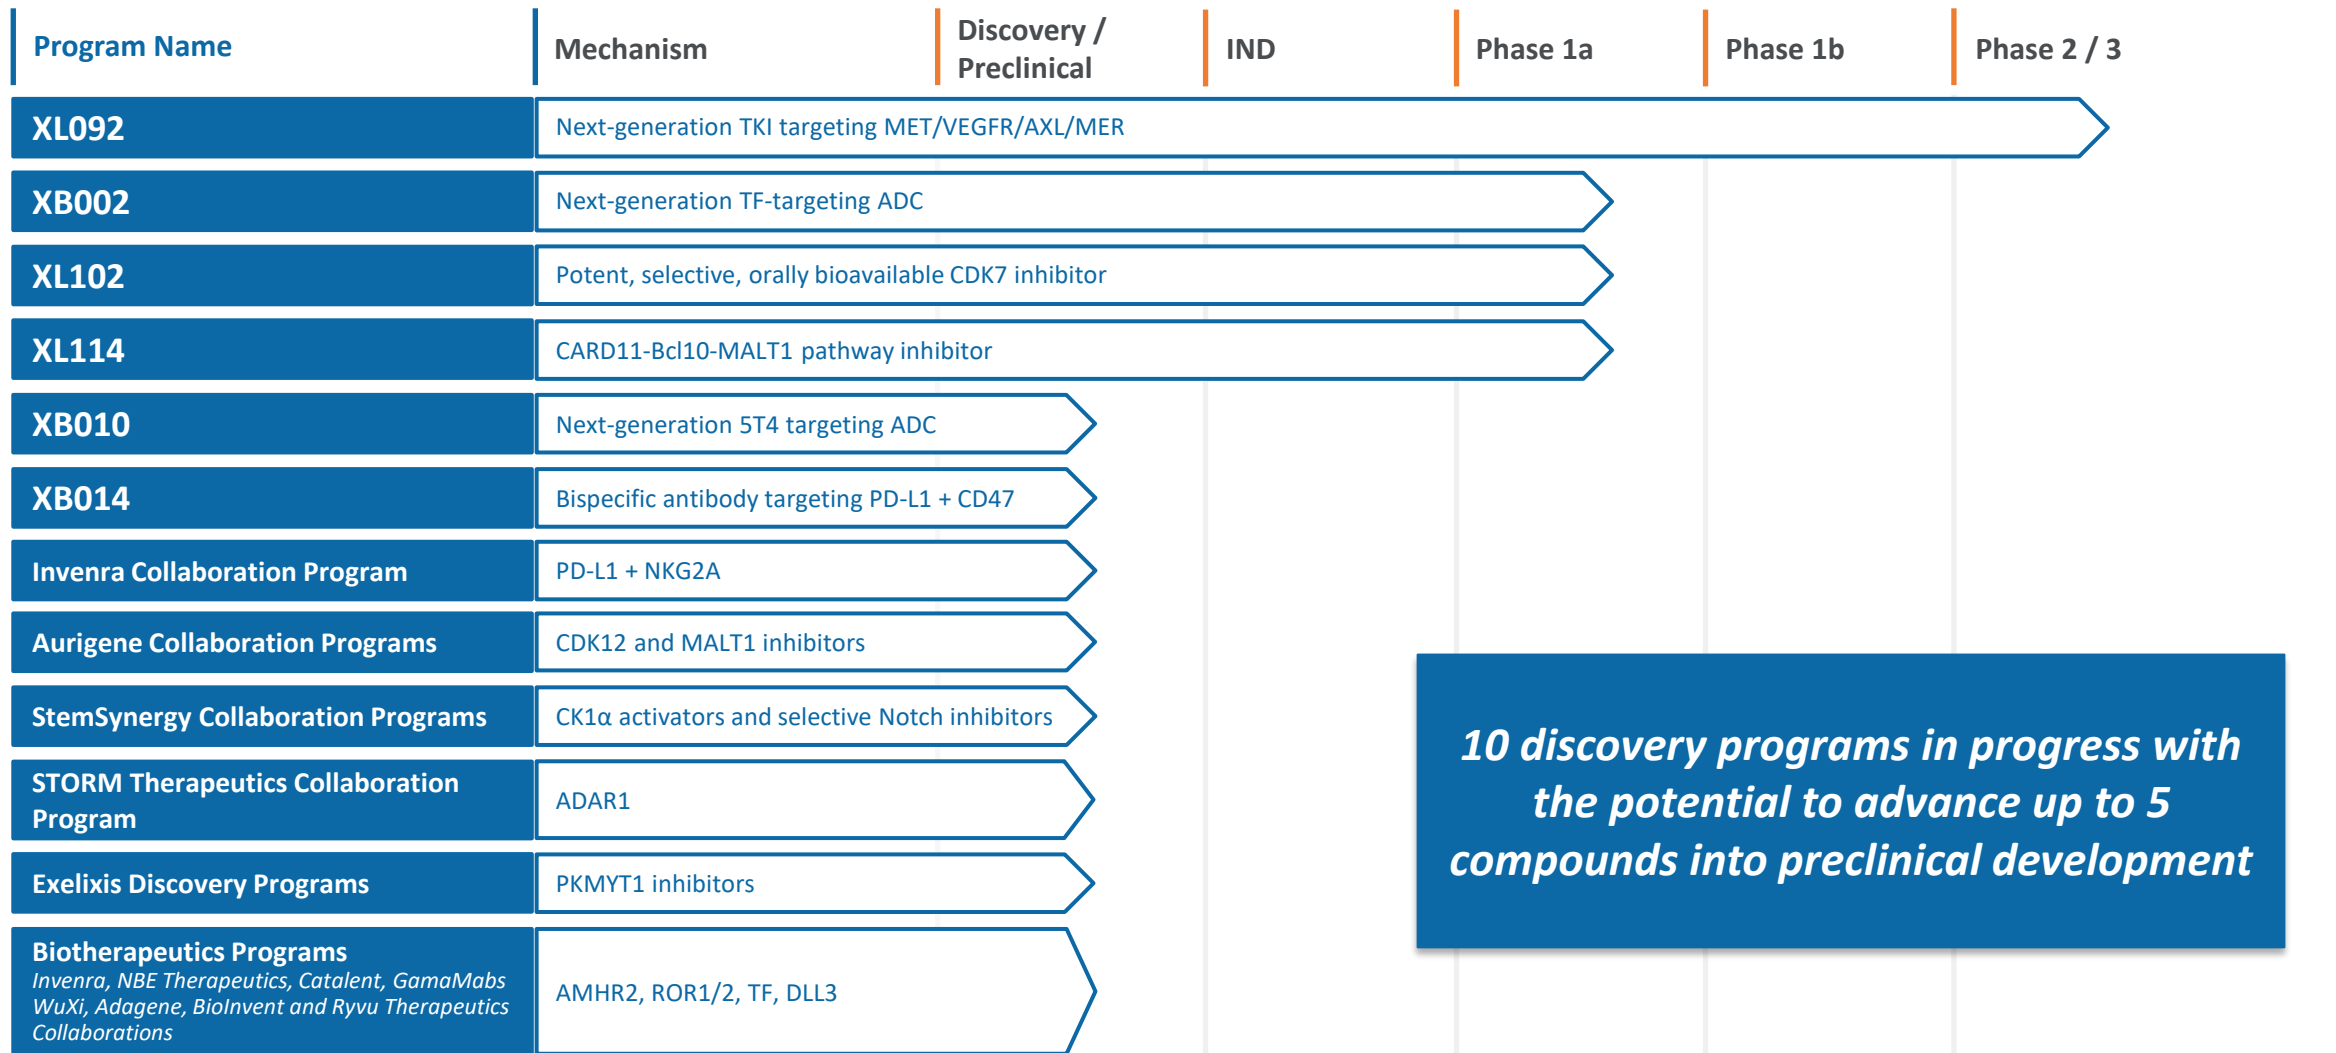 Program Name
Mechanism
Discovery /
Preclinical
IND
Phase 1a
Phase 1b
Phase 2 / 3
XL092
Next-generation TKI targeting MET/VEGFR/AXL/MER
XB002
Next-generation TF-targeting ADC
XL102
Potent, selective, orally bioavailable CDK7 inhibitor
XL114
CARD11-Bcl10-MALT1 pathway inhibitor
XB010
Next-generation 5T4 targeting ADC
XB014
Bispecific antibody targeting PD-L1 + CD47
Invenra Collaboration Program
PD-L1 + NKG2A
Aurigene Collaboration Programs
CDK12 and MALT1 inhibitors
StemSynergy Collaboration Programs
CK1α activators and selective Notch inhibitors
STORM Therapeutics Collaboration
Program
ADAR1
Exelixis Discovery Programs
PKMYT1 inhibitors
Biotherapeutics Programs
Invenra, NBE Therapeutics, Catalent, GamaMabs
WuXi, Adagene, BioInvent and Ryvu Therapeutics
Collaborations
AMHR2, ROR1/2, TF, DLL3
10 discovery programs in progress with
the potential to advance up to 5
compounds into preclinical development